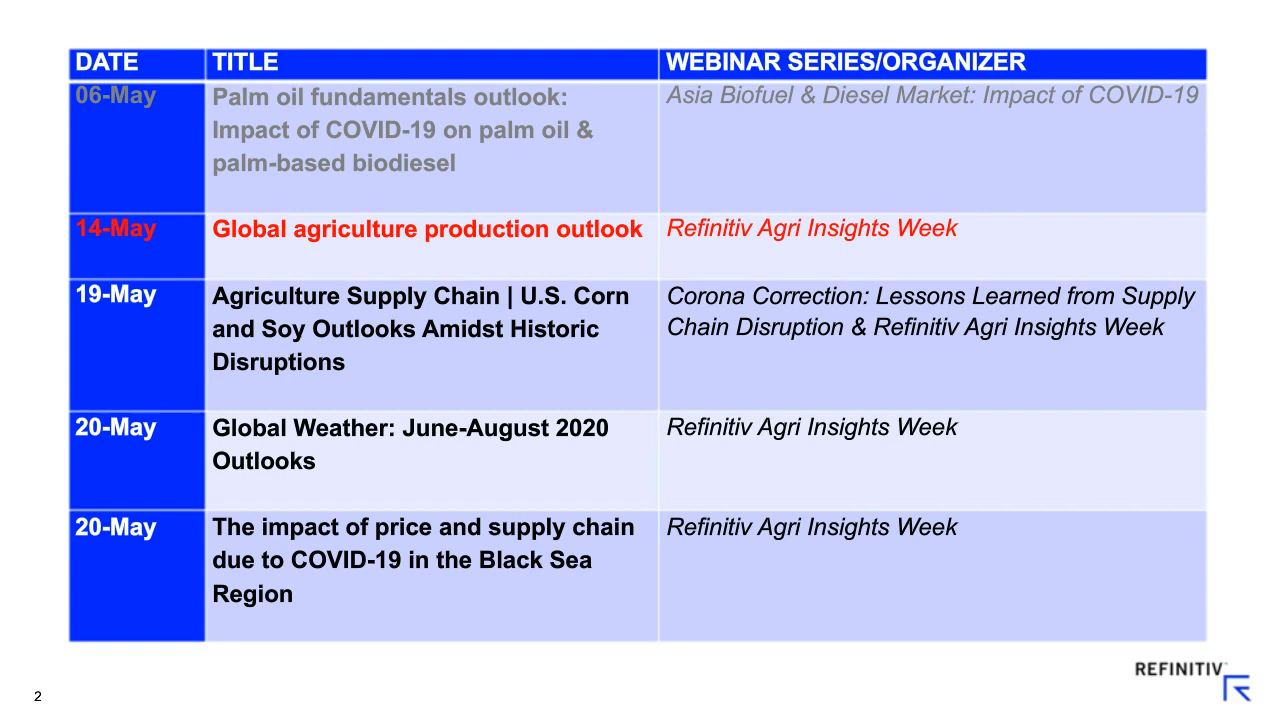 DATE TITLE WEBINAR SERIES/ORGANIZER
06-May Palm oil fundamentals outlook: Asia Biofuel & Diesel Market: Impact of COVID-19
Impact of COVID-19 on palm oil &
palm-based biodiesel
14-May Global agriculture production outlook Refinitiv Agri Insights Week
19-May Agriculture Supply Chain | U.S. Corn Corona Correction: Lessons Learned from Supply
and Soy Outlooks Amidst Historic Chain Disruption & Refinitiv Agri Insights Week
Disruptions
20-May Global Weather: June-August 2020 Refinitiv Agri Insights Week
Outlooks
20-May The impact of price and supply chain Refinitiv Agri Insights Week
due to COVID-19 in the Black Sea
Region
REFINITIV
2